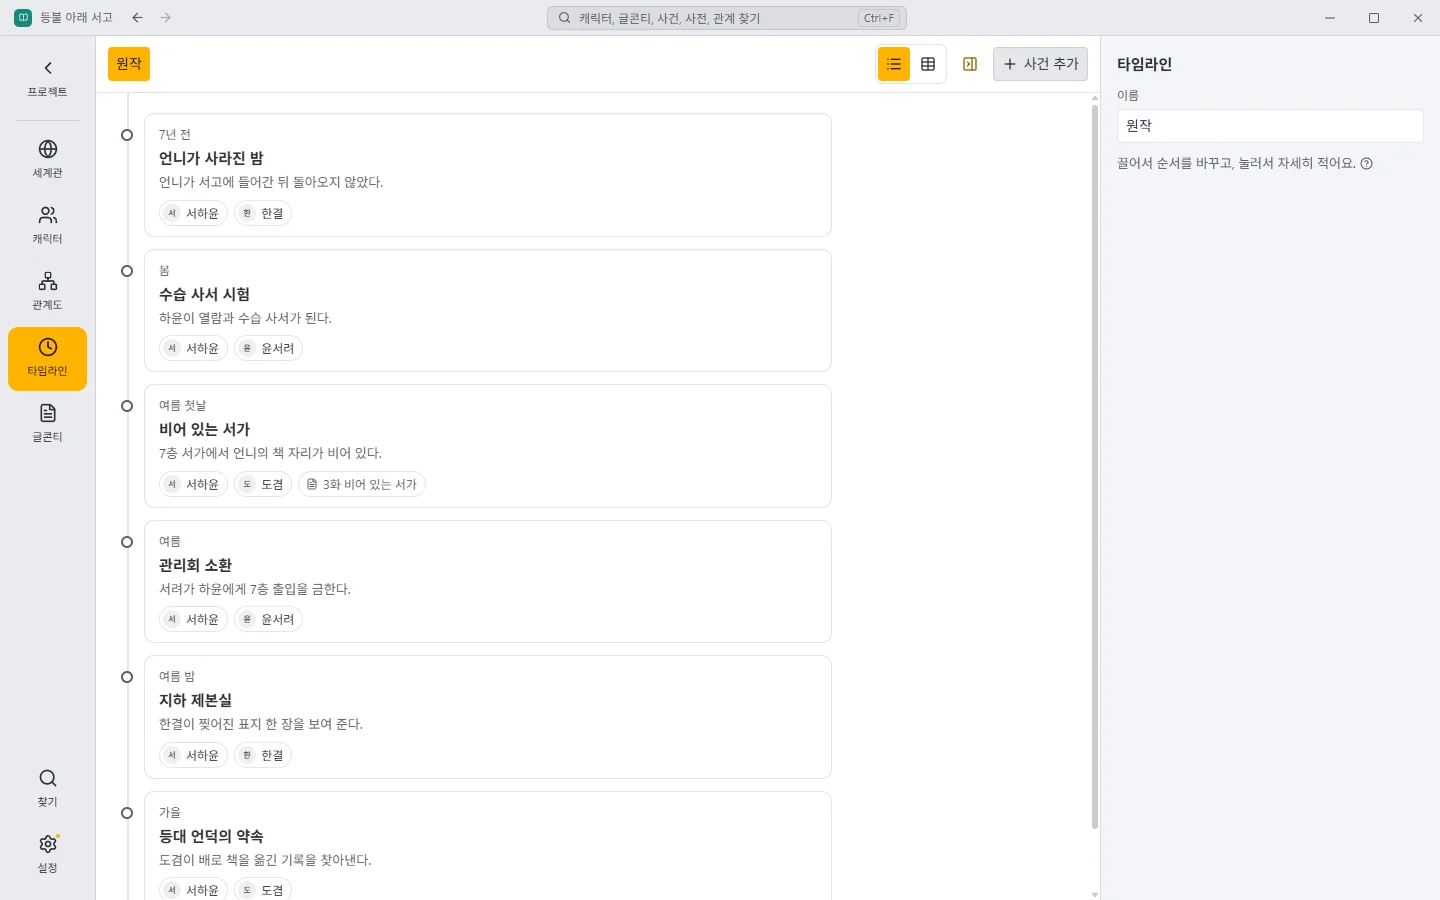 등불 아래 서고
캐릭터, 글콘티, 사건, 사전, 관계 찾기
Ctrl+F
프로젝트
세계관
캐릭터
관계도
타임라인
글콘티
찾기
설정
원작
사건 추가
7년 전
언니가 사라진 밤
언니가 서고에 들어간 뒤 돌아오지 않았다.
서 서하윤 한 한결
봄
수습 사서 시험
하윤이 열람과 수습 사서가 된다.
서 서하윤 윤 윤서려
여름 첫날
비어 있는 서가
7층 서가에서 언니의 책 자리가 비어 있다.
서 서하윤 도 도겸 3화 비어 있는 서가
여름
관리회 소환
서려가 하윤에게 7층 출입을 금한다.
서 서하윤 윤 윤서려
여름 밤
지하 제본실
한결이 찢어진 표지 한 장을 보여 준다.
서 서하윤 한 한결
가을
등대 언덕의 약속
도겸이 배로 책을 옮긴 기록을 찾아낸다.
서 서하윤 도 도겸
타임라인
이름
원작
끌어서 순서를 바꾸고, 눌러서 자세히 적어요.